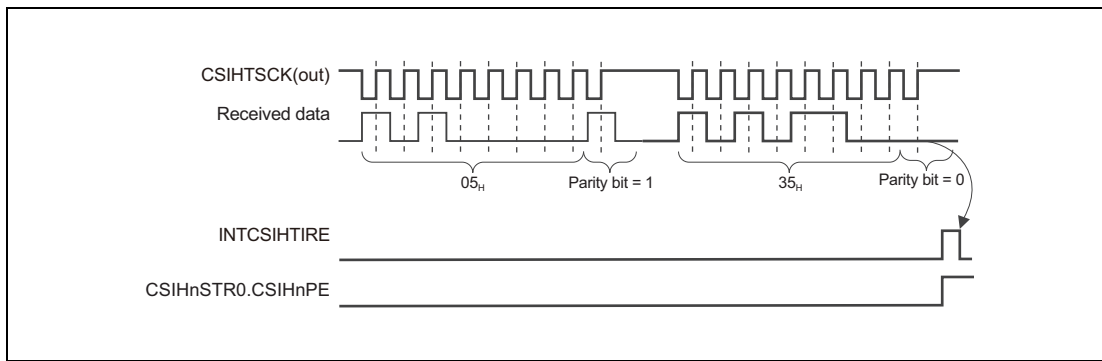 CSIHTSCK(out)
Received data
05H
Parity bit = 1
35H
Parity bit = 0
INTCSIHTIRE
CSIHnSTR0.CSIHnPE